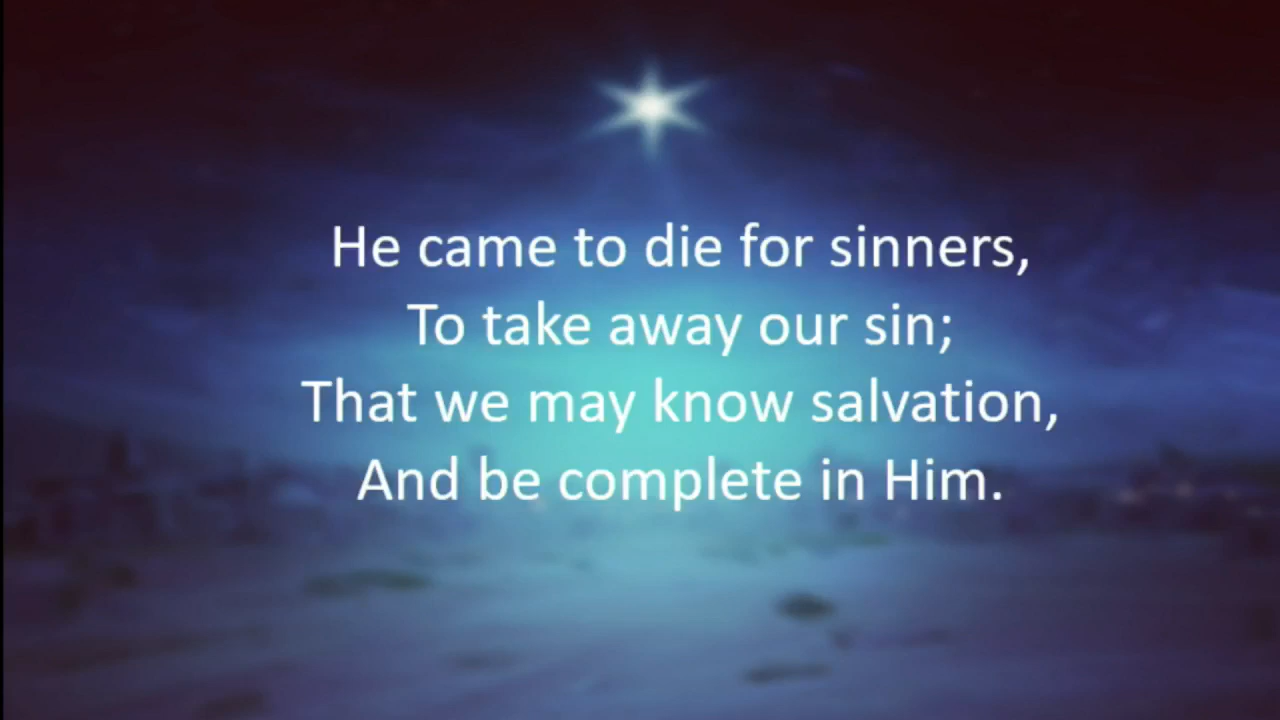 He came to die for sinners,
To take away our sin;
That we may know salvation,
And be complete in Him.